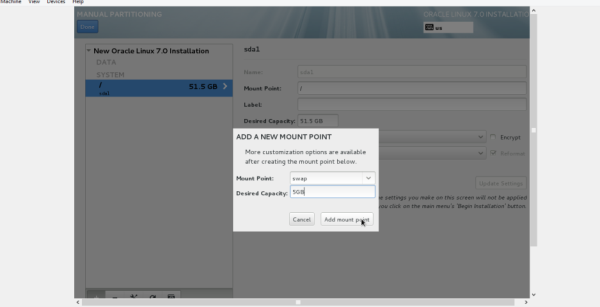 Machine View Devices Help
MANUAL PARTITIONING
ORACLE LINUX 7.0 INSTALLATION
Done
us
New Oracle Linux 7.0 Installation
DATA
SYSTEM
/
sda1
51.5 GB
sda1
Name:
sda1
Mount Point:
/
Label:
Desired Capacity: 51.5 GB
Encrypt
Reformat
Update Settings
e settings you make on this screen will not be applied
you click on the main menu's 'Begin Installation' button.
ADD A NEW MOUNT POINT
More customization options are available
after creating the mount point below.
Mount Point: swap
Desired Capacity: 5GB
Cancel
Add mount point